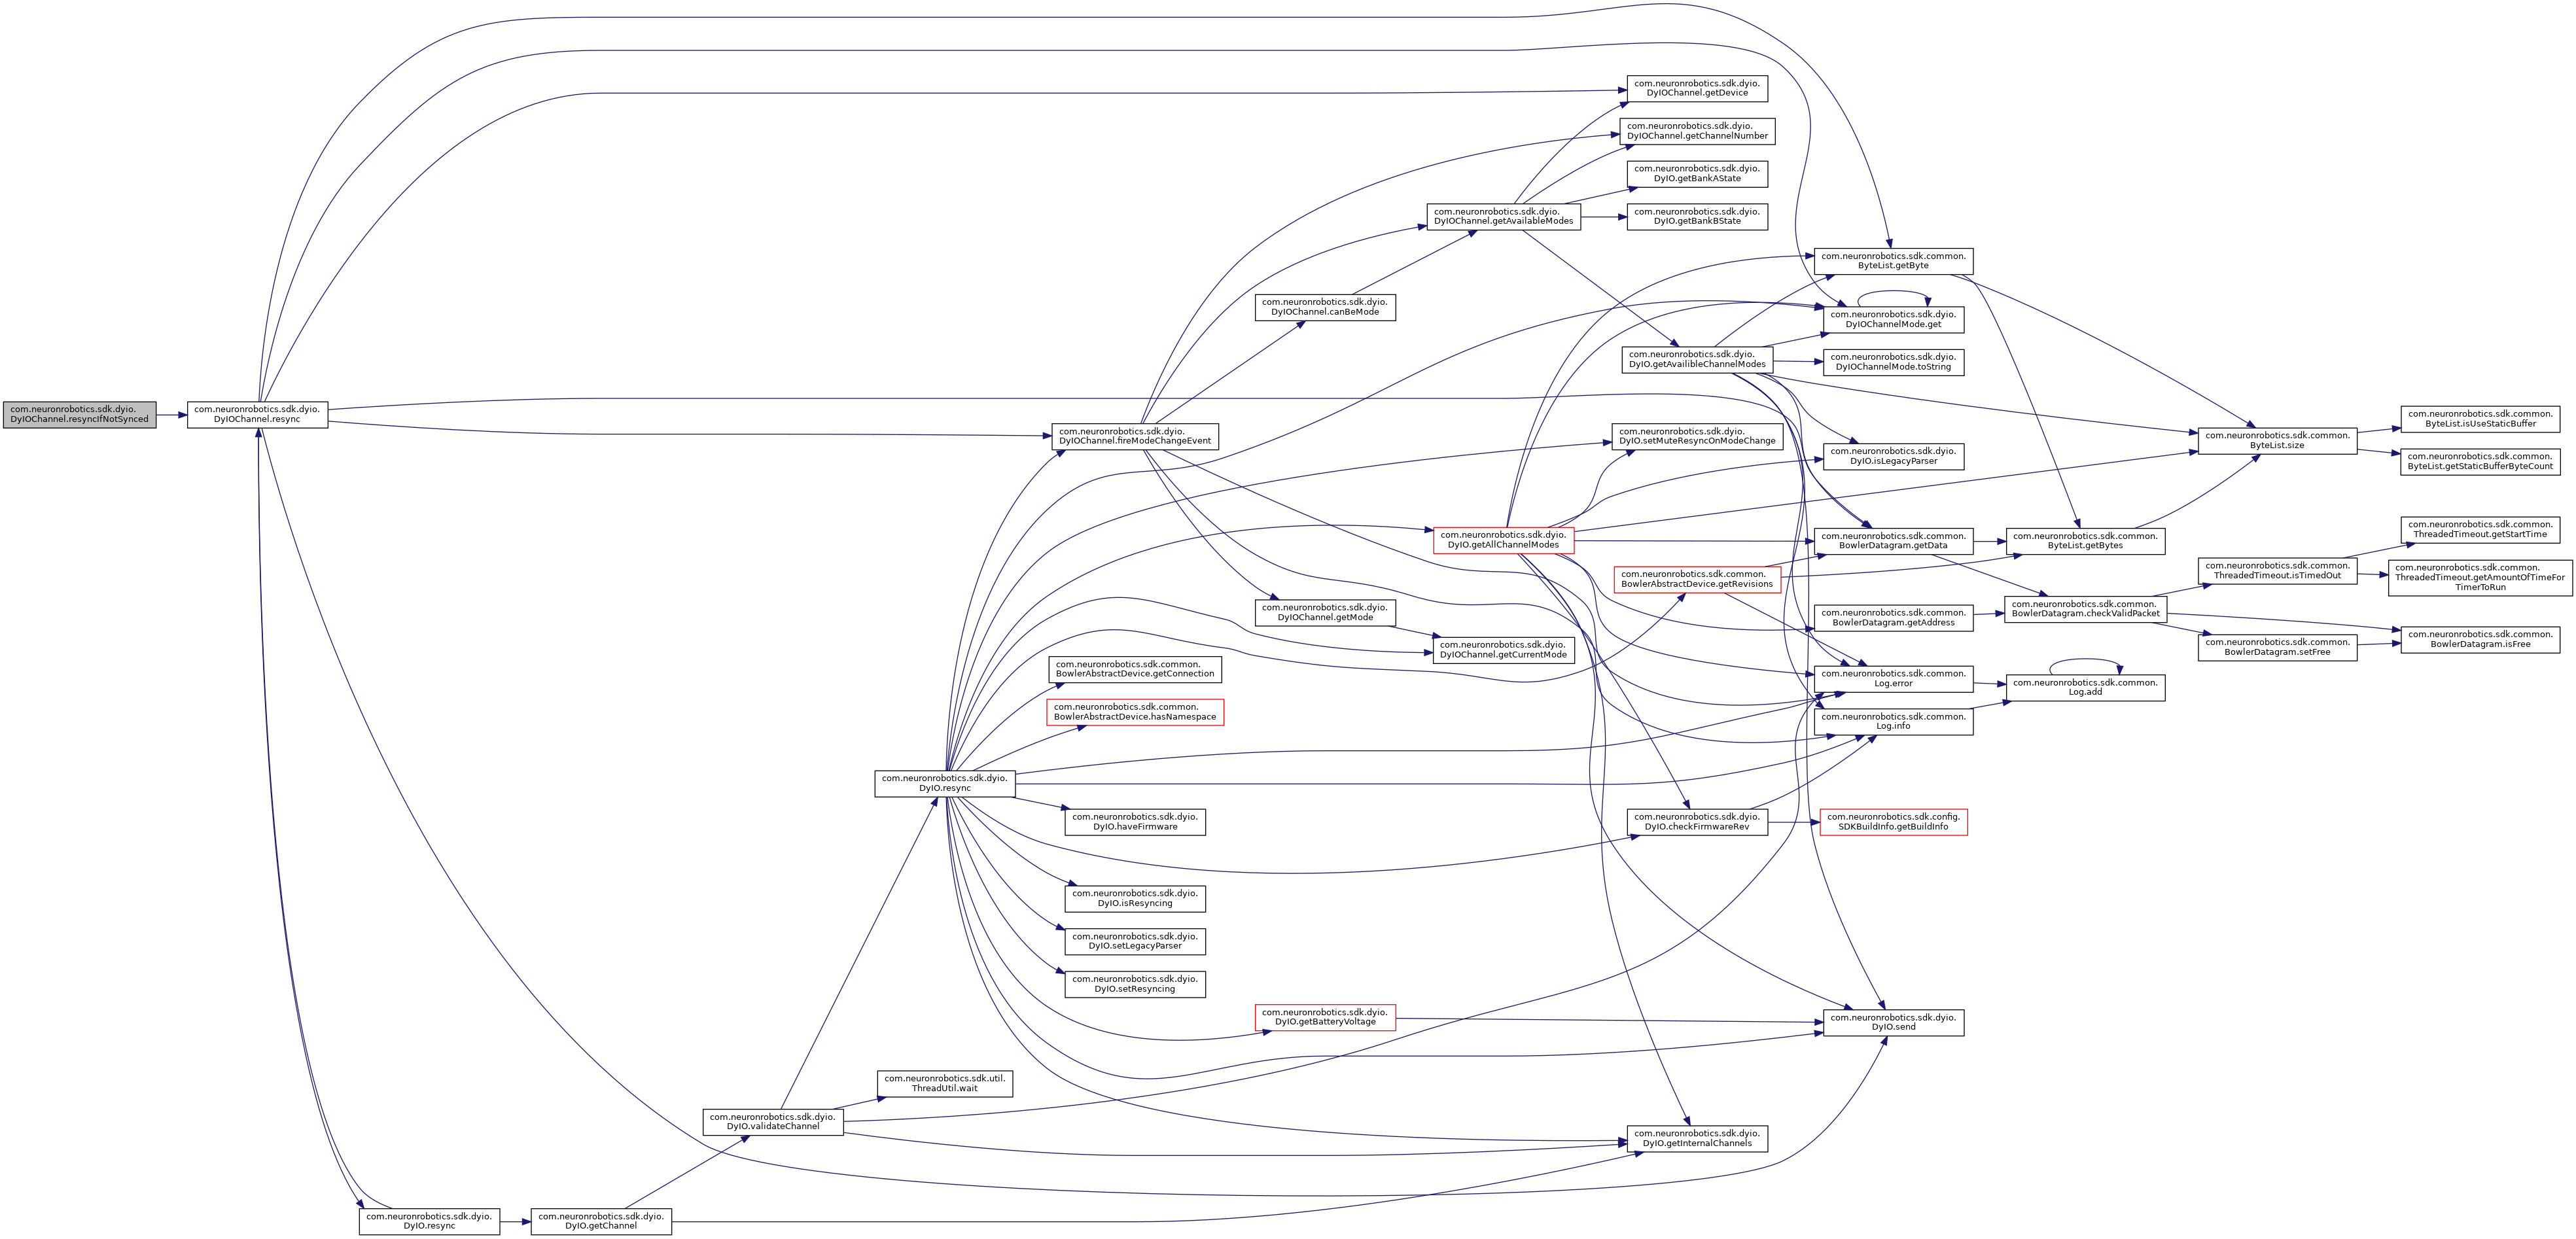 com.neuronrobotics.sdk.dyio.
DyIOChannel.resyncIfNotSynced
com.neuronrobotics.sdk.dyio.
DyIOChannel.resync
com.neuronrobotics.sdk.dyio.
DyIO.resync
com.neuronrobotics.sdk.dyio.
DyIO.getChannel
com.neuronrobotics.sdk.dyio.
DyIO.validateChannel
com.neuronrobotics.sdk.util.
ThreadUtil.wait
com.neuronrobotics.sdk.dyio.
DyIO.resync
com.neuronrobotics.sdk.dyio.
DyIOChannel.fireModeChangeEvent
com.neuronrobotics.sdk.common.
BowlerAbstractDevice.getConnection
com.neuronrobotics.sdk.common.
BowlerAbstractDevice.hasNamespace
com.neuronrobotics.sdk.dyio.
DyIO.haveFirmware
com.neuronrobotics.sdk.dyio.
DyIO.isResyncing
com.neuronrobotics.sdk.dyio.
DyIO.setLegacyParser
com.neuronrobotics.sdk.dyio.
DyIO.setResyncing
com.neuronrobotics.sdk.dyio.
DyIOChannel.canBeMode
com.neuronrobotics.sdk.dyio.
DyIOChannel.getMode
com.neuronrobotics.sdk.dyio.
DyIO.getBatteryVoltage
com.neuronrobotics.sdk.dyio.
DyIOChannel.getAvailableModes
com.neuronrobotics.sdk.dyio.
DyIO.getAllChannelModes
com.neuronrobotics.sdk.dyio.
DyIOChannel.getCurrentMode
com.neuronrobotics.sdk.dyio.
DyIOChannel.getDevice
com.neuronrobotics.sdk.dyio.
DyIOChannel.getChannelNumber
com.neuronrobotics.sdk.dyio.
DyIO.getBankAState
com.neuronrobotics.sdk.dyio.
DyIO.getBankBState
com.neuronrobotics.sdk.dyio.
DyIO.getAvailibleChannelModes
com.neuronrobotics.sdk.dyio.
DyIO.setMuteResyncOnModeChange
com.neuronrobotics.sdk.common.
BowlerAbstractDevice.getRevisions
com.neuronrobotics.sdk.dyio.
DyIO.checkFirmwareRev
com.neuronrobotics.sdk.dyio.
DyIO.getInternalChannels
com.neuronrobotics.sdk.common.
ByteList.getByte
com.neuronrobotics.sdk.dyio.
DyIOChannelMode.get
com.neuronrobotics.sdk.dyio.
DyIOChannelMode.toString
com.neuronrobotics.sdk.dyio.
DyIO.isLegacyParser
com.neuronrobotics.sdk.common.
BowlerDatagram.getData
com.neuronrobotics.sdk.common.
BowlerDatagram.getAddress
com.neuronrobotics.sdk.common.
Log.error
com.neuronrobotics.sdk.common.
Log.info
com.neuronrobotics.sdk.config.
SDKBuildInfo.getBuildInfo
com.neuronrobotics.sdk.dyio.
DyIO.send
com.neuronrobotics.sdk.common.
ByteList.getBytes
com.neuronrobotics.sdk.common.
BowlerDatagram.checkValidPacket
com.neuronrobotics.sdk.common.
Log.add
com.neuronrobotics.sdk.common.
ByteList.size
com.neuronrobotics.sdk.common.
ThreadedTimeout.isTimedOut
com.neuronrobotics.sdk.common.
BowlerDatagram.setFree
com.neuronrobotics.sdk.common.
ByteList.isUseStaticBuffer
com.neuronrobotics.sdk.common.
ByteList.getStaticBufferByteCount
com.neuronrobotics.sdk.common.
ThreadedTimeout.getStartTime
com.neuronrobotics.sdk.common.
ThreadedTimeout.getAmountOfTimeFor
TimerToRun
com.neuronrobotics.sdk.common.
BowlerDatagram.isFree